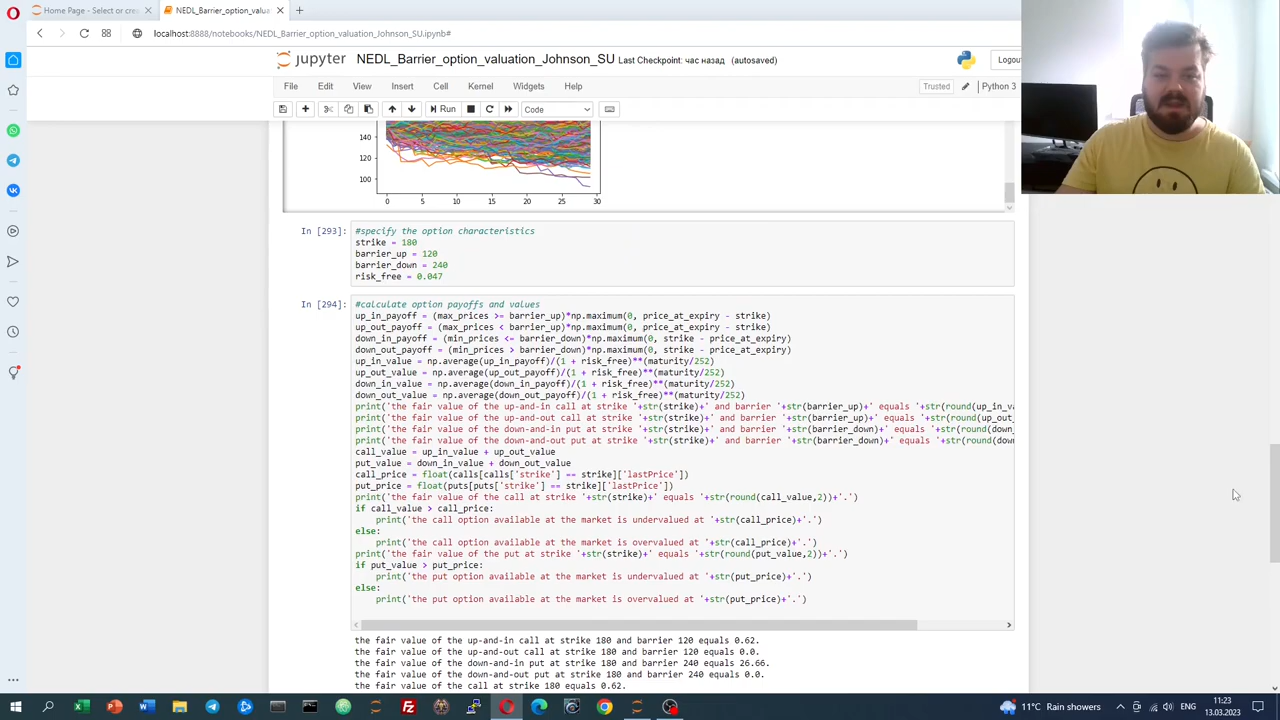 Home Page - Select or crea
NEDL_Barrier_option_valua
localhost:8888/notebooks/NEDL_Barrier_option_valuation_Johnson_SU.ipynb#
jupyter NEDL_Barrier_option_valuation_Johnson_SU Last Checkpoint: час назад (autosaved)
Logou
File Edit View Insert Cell Kernel Widgets Help
Trusted Python 3
Run Code
140
120
100
0 5 10 15 20 25 30
In [293]: #specify the option characteristics
strike = 180
barrier_up = 120
barrier_down = 240
risk_free = 0.047
In [294]: #calculate option payoffs and values
up_in_payoff = (max_prices >= barrier_up)*np.maximum(0, price_at_expiry - strike)
up_out_payoff = (max_prices < barrier_up)*np.maximum(0, price_at_expiry - strike)
down_in_payoff = (min_prices <= barrier_down)*np.maximum(0, strike - price_at_expiry)
down_out_payoff = (min_prices > barrier_down)*np.maximum(0, strike - price_at_expiry)
up_in_value = np.average(up_in_payoff)/(1 + risk_free)**(maturity/252)
up_out_value = np.average(up_out_payoff)/(1 + risk_free)**(maturity/252)
down_in_value = np.average(down_in_payoff)/(1 + risk_free)**(maturity/252)
down_out_value = np.average(down_out_payoff)/(1 + risk_free)**(maturity/252)
print('the fair value of the up-and-in call at strike '+str(strike)+' and barrier '+str(barrier_up)+' equals '+str(round(up_in_va
print('the fair value of the up-and-out call at strike '+str(strike)+' and barrier '+str(barrier_up)+' equals '+str(round(up_out_
print('the fair value of the down-and-in put at strike '+str(strike)+' and barrier '+str(barrier_down)+' equals '+str(round(down_
print('the fair value of the down-and-out put at strike '+str(strike)+' and barrier '+str(barrier_down)+' equals '+str(round(dow
call_value = up_in_value + up_out_value
put_value = down_in_value + down_out_value
call_price = float(calls[calls['strike'] == strike]['lastPrice'])
put_price = float(puts[puts['strike'] == strike]['lastPrice'])
print('the fair value of the call at strike '+str(strike)+' equals '+str(round(call_value,2))+'.')
if call_value > call_price:
print('the call option available at the market is undervalued at '+str(call_price)+'.')
else:
print('the call option available at the market is overvalued at '+str(call_price)+'.')
print('the fair value of the put at strike '+str(strike)+' equals '+str(round(put_value,2))+'.')
if put_value > put_price:
print('the put option available at the market is undervalued at '+str(put_price)+'.')
else:
print('the put option available at the market is overvalued at '+str(put_price)+'.')
the fair value of the up-and-in call at strike 180 and barrier 120 equals 0.62.
the fair value of the up-and-out call at strike 180 and barrier 120 equals 0.0.
the fair value of the down-and-in put at strike 180 and barrier 240 equals 26.66.
the fair value of the down-and-out put at strike 180 and barrier 240 equals 0.0.
the fair value of the call at strike 180 equals 0.62.
11°C Rain showers
ENG
11:23
13.03.2023